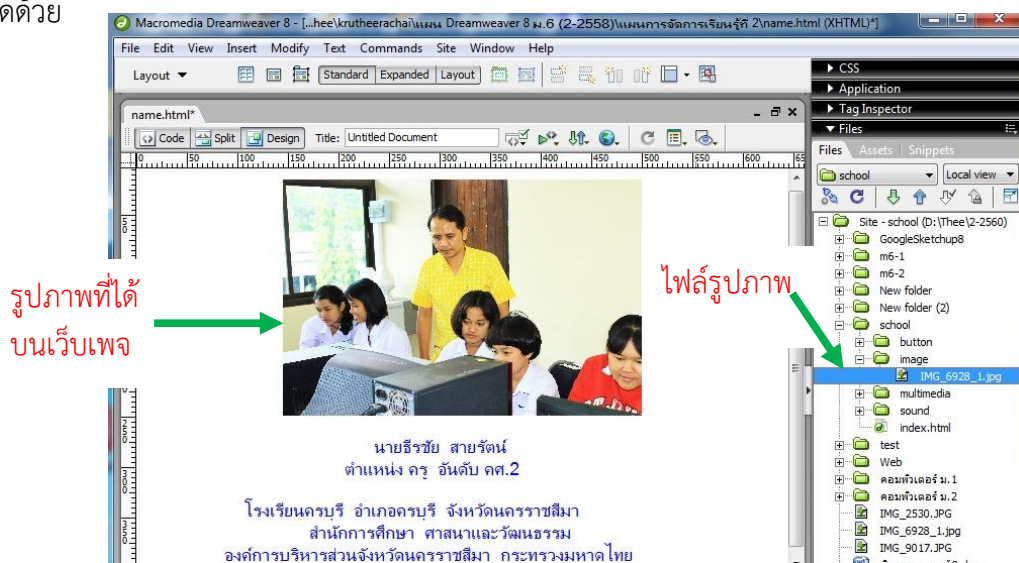 ดด้วย
Macromedia Dreamweaver 8 - [...hee\krutheerachai\แผน Dreamweaver 8 ม.6 (2-2558)\แผนการจัดการเรียนรู้ที่ 2\name.html (XHTML)*]
File Edit View Insert Modify Text Commands Site Window Help
Layout Standard Expanded Layout
name.html*
Code Split Design Title: Untitled Document
0 50 100 150 200 250 300 350 400 450 500 550 600 65
CSS
Application
Tag Inspector
Files
Files Assets Snippets
school Local view
Site - school (D:\Thee\2-2560)
GoogleSketchup8
m6-1
m6-2
New folder
New folder (2)
school
button
image
IMG_6928_1.jpg
multimedia
sound
index.html
test
Web
คอมพิวเตอร์ ม.1
คอมพิวเตอร์ ม.2
IMG_2530.JPG
IMG_6928_1.jpg
IMG_9017.JPG
รูปภาพที่ได้
บนเว็บเพจ
ไฟล์รูปภาพ
นายธีรชัย สายรัตน์
ตำแหน่ง ครู อันดับ คศ.2
โรงเรียนครบุรี อำเภอครบุรี จังหวัดนครราชสีมา
สำนักการศึกษา ศาสนาและวัฒนธรรม
องค์การบริหารส่วนจังหวัดนครราชสีมา กระทรวงมหาดไทย